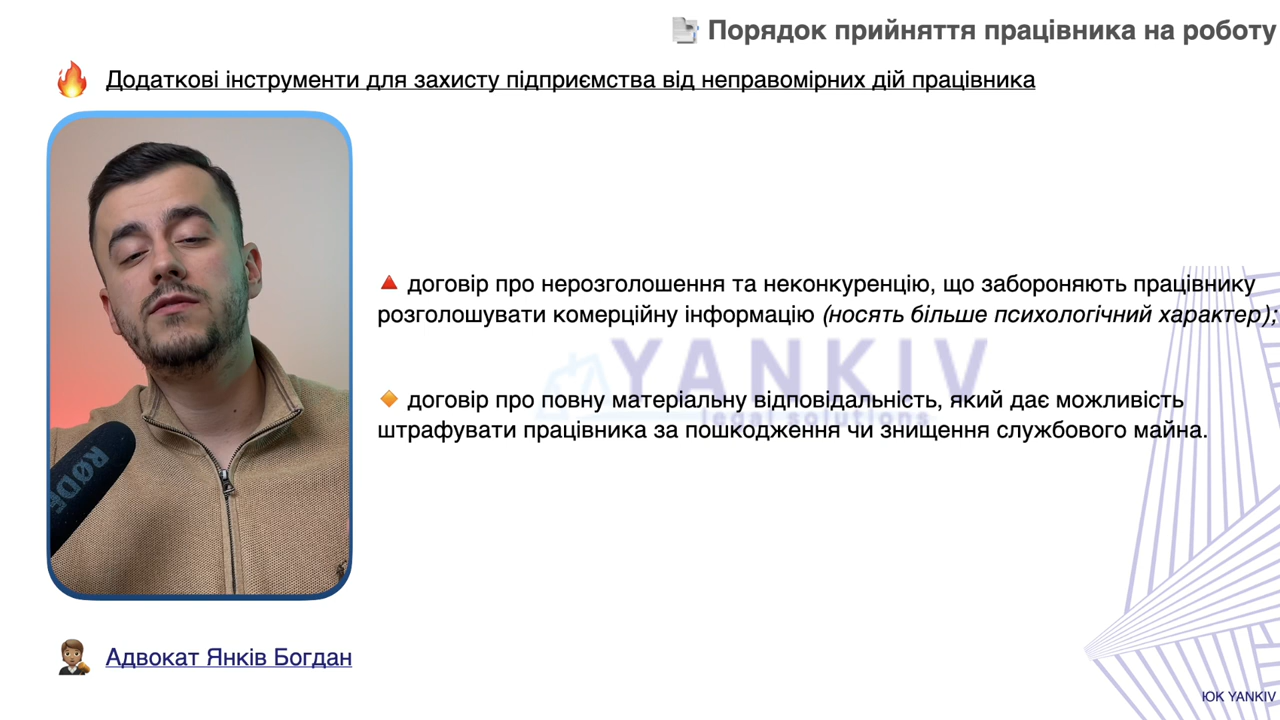 Порядок прийняття працівника на роботу
Додаткові інструменти для захисту підприємства від неправомірних дій працівника
договір про нерозголошення та неконкуренцію, що забороняють працівнику
розголошувати комерційну інформацію (носять більше психологічний характер);
YANKIV
legal solutions
договір про повну матеріальну відповідальність, який дає можливість
штрафувати працівника за пошкодження чи знищення службового майна.
RØDE
Адвокат Янків Богдан
ЮК YANKIV